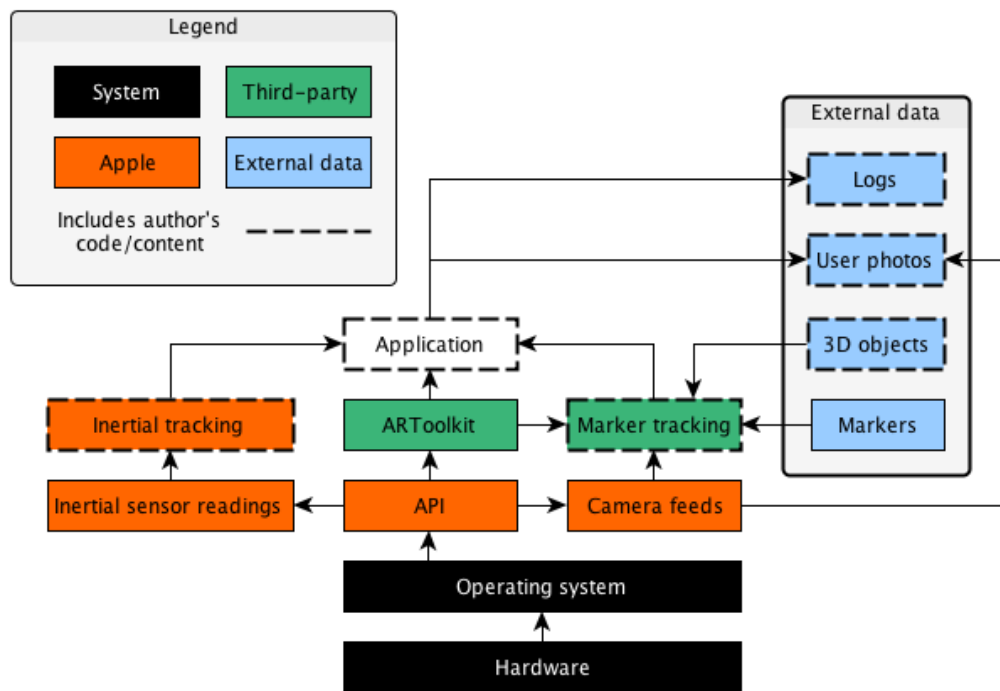 Legend
System
Third-party
Apple
External data
Includes author's
code/content
External data
Logs
User photos
Application
3D objects
Inertial tracking
ARToolkit
Marker tracking
Markers
Inertial sensor readings
API
Camera feeds
Operating system
Hardware